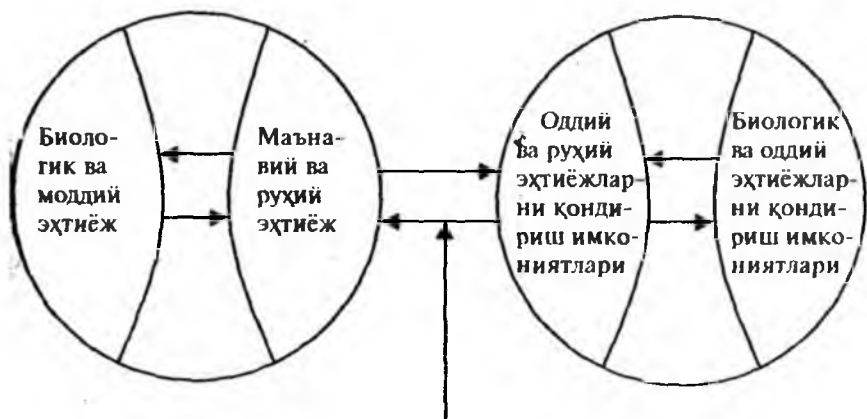 Биоло-
гик ва
моддий
эҳтиёж
Маъна-
вий ва
руҳий
эҳтиёж
Оддий
ва руҳий
эҳтиёжлар-
ни қонди-
риш имко-
ниятлари
Биологик
ва оддий
эҳтиёжлар-
ни қонди-
риш имко-
ниятлари